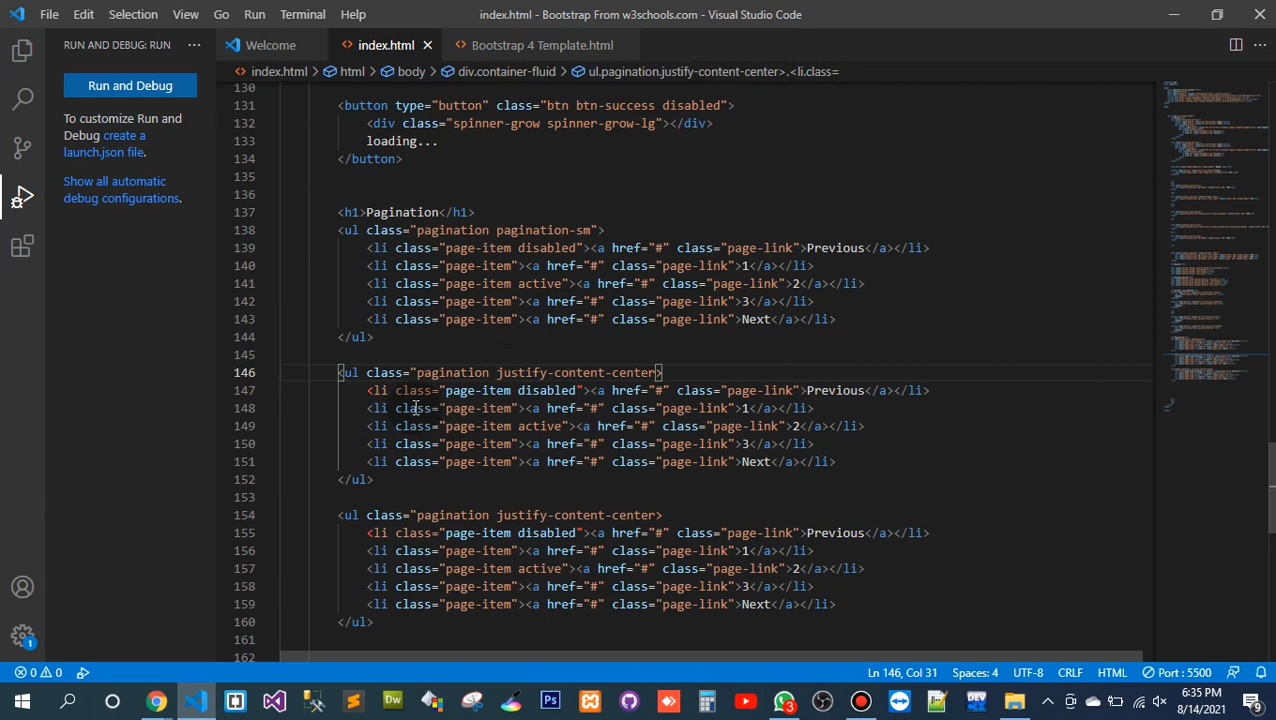 File Edit Selection View Go Run Terminal Help index.html - Bootstrap From w3schools.com - Visual Studio Code
RUN AND DEBUG: RUN ... Welcome index.html Bootstrap 4 Template.html
index.html > html > body > div.container-fluid > ul.pagination.justify-content-center>.<li.class=
Run and Debug
To customize Run and
Debug create a
launch.json file.
Show all automatic
debug configurations.
130
131 <button type="button" class="btn btn-success disabled">
132 <div class="spinner-grow spinner-grow-lg"></div>
133 loading...
134 </button>
135
136
137 <h1>Pagination</h1>
138 <ul class="pagination pagination-sm">
139 <li class="page-item disabled"><a href="#" class="page-link">Previous</a></li>
140 <li class="page-item"><a href="#" class="page-link">1</a></li>
141 <li class="page-item active"><a href="#" class="page-link">2</a></li>
142 <li class="page-item"><a href="#" class="page-link">3</a></li>
143 <li class="page-item"><a href="#" class="page-link">Next</a></li>
144 </ul>
145
146 <ul class="pagination justify-content-center>
147 <li class="page-item disabled"><a href="#" class="page-link">Previous</a></li>
148 <li class="page-item"><a href="#" class="page-link">1</a></li>
149 <li class="page-item active"><a href="#" class="page-link">2</a></li>
150 <li class="page-item"><a href="#" class="page-link">3</a></li>
151 <li class="page-item"><a href="#" class="page-link">Next</a></li>
152 </ul>
153
154 <ul class="pagination justify-content-center>
155 <li class="page-item disabled"><a href="#" class="page-link">Previous</a></li>
156 <li class="page-item"><a href="#" class="page-link">1</a></li>
157 <li class="page-item active"><a href="#" class="page-link">2</a></li>
158 <li class="page-item"><a href="#" class="page-link">3</a></li>
159 <li class="page-item"><a href="#" class="page-link">Next</a></li>
160 </ul>
161
162
1
0 0 Ln 146, Col 31 Spaces: 4 UTF-8 CRLF HTML Port : 5500
Dw Ps 3 DEV 6:35 PM
8/14/2021 9